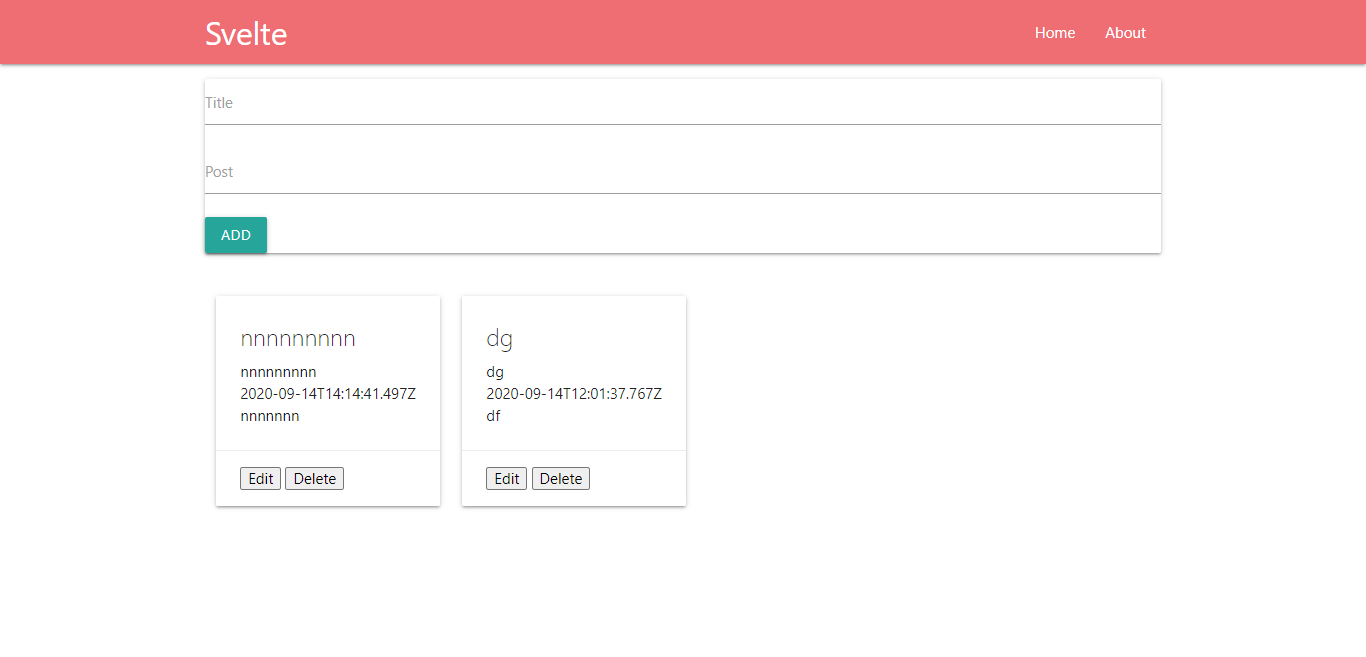 Svelte
Home About
Title
Post
ADD
nnnnnnnnn
nnnnnnnnn
2020-09-14T14:14:41.497Z
nnnnnnn
Edit Delete
dg
dg
2020-09-14T12:01:37.767Z
df
Edit Delete